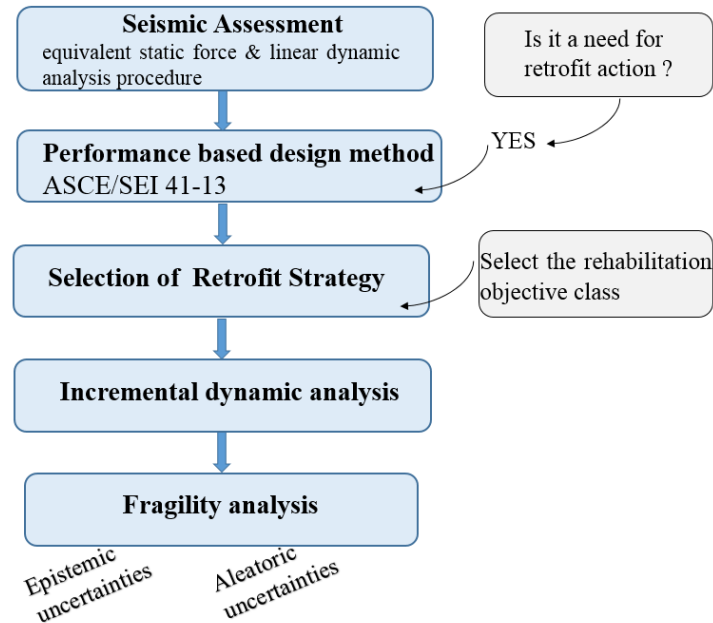 Seismic Assessment
equivalent static force & linear dynamic
analysis procedure
Is it a need for
retrofit action ?
YES
Performance based design method
ASCE/SEI 41-13
Selection of Retrofit Strategy
Select the rehabilitation
objective class
Incremental dynamic analysis
Fragility analysis
Epistemic
uncertainties
Aleatoric
uncertainties